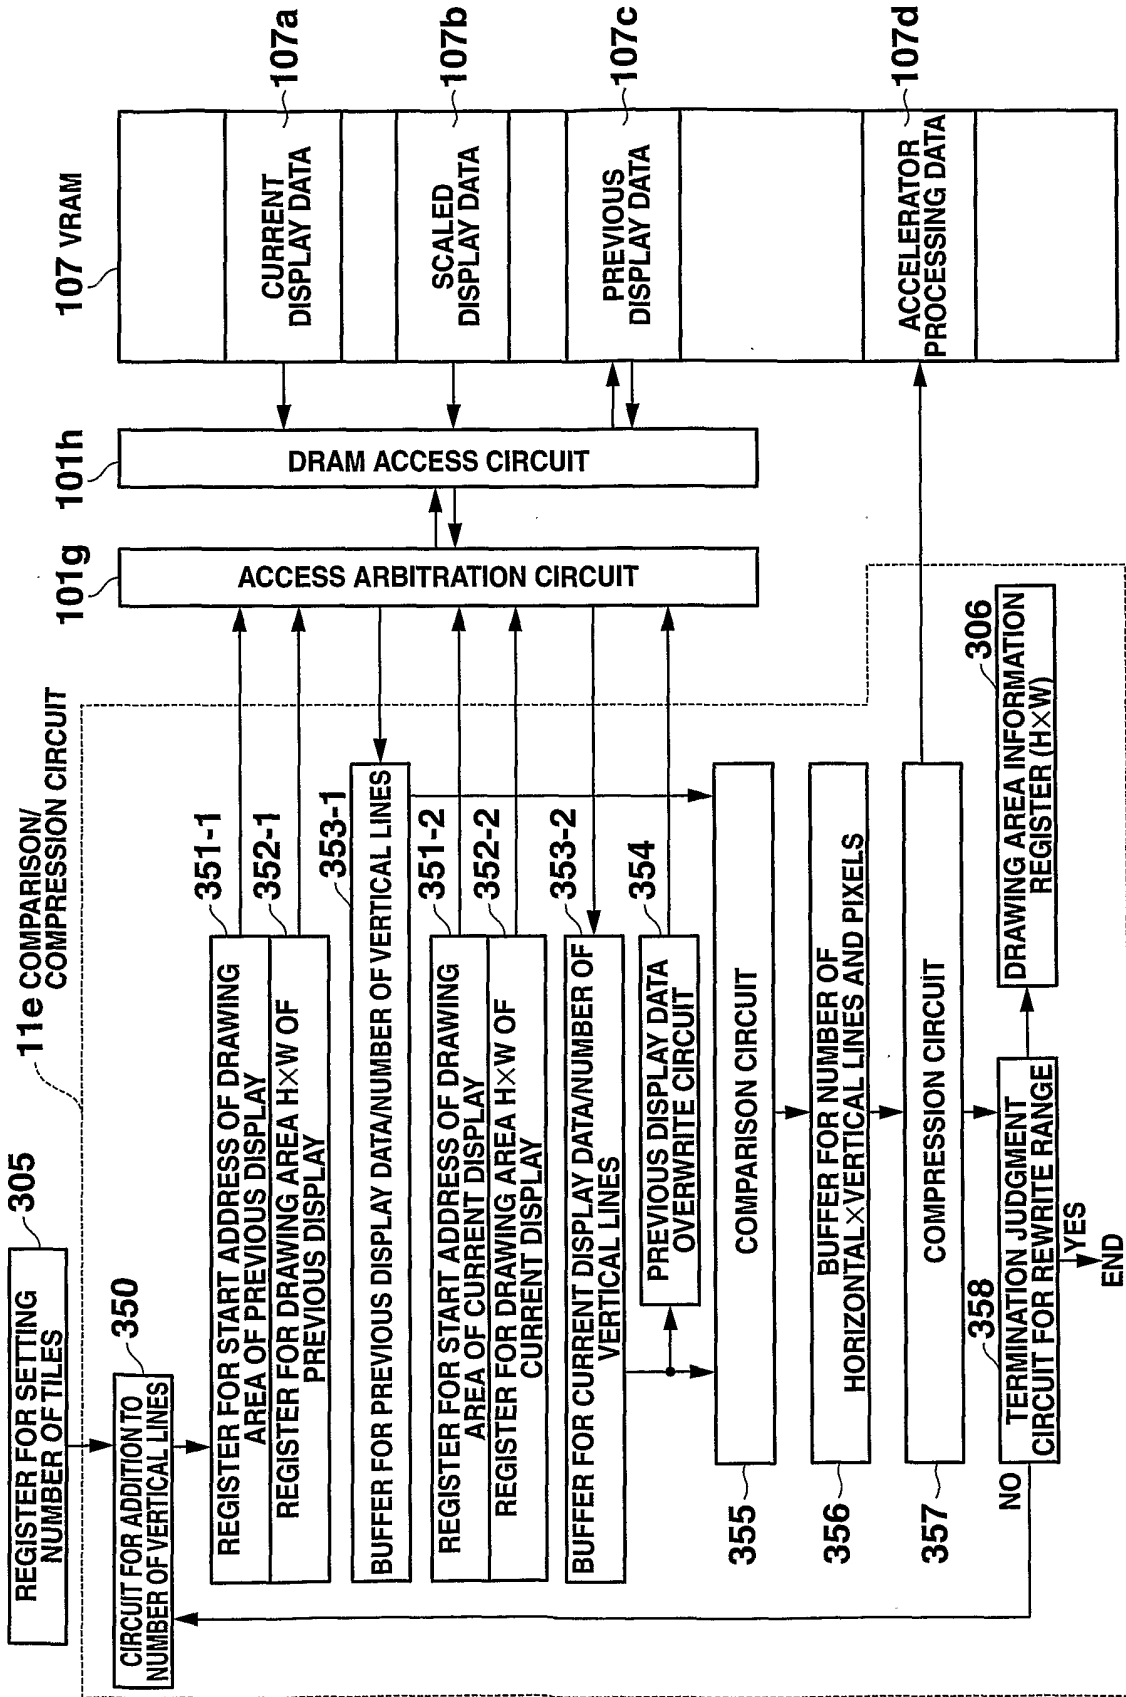 REGISTER FOR SETTING
NUMBER OF TILES
305
11e COMPARISON/
COMPRESSION CIRCUIT
101g
101h
107 VRAM
CIRCUIT FOR ADDITION TO
NUMBER OF VERTICAL LINES
350
REGISTER FOR START ADDRESS OF DRAWING
AREA OF PREVIOUS DISPLAY
351-1
REGISTER FOR DRAWING AREA H×W OF
PREVIOUS DISPLAY
352-1
BUFFER FOR PREVIOUS DISPLAY DATA/NUMBER OF VERTICAL LINES
353-1
REGISTER FOR START ADDRESS OF DRAWING
AREA OF CURRENT DISPLAY
351-2
REGISTER FOR DRAWING AREA H×W OF
CURRENT DISPLAY
352-2
BUFFER FOR CURRENT DISPLAY DATA/NUMBER OF
VERTICAL LINES
353-2
PREVIOUS DISPLAY DATA
OVERWRITE CIRCUIT
354
ACCESS ARBITRATION CIRCUIT
DRAM ACCESS CIRCUIT
CURRENT
DISPLAY DATA
107a
SCALED
DISPLAY DATA
107b
PREVIOUS
DISPLAY DATA
107c
ACCELERATOR
PROCESSING DATA
107d
355
COMPARISON CIRCUIT
356
BUFFER FOR NUMBER OF
HORIZONTAL×VERTICAL LINES AND PIXELS
357
COMPRESSION CIRCUIT
358
TERMINATION JUDGMENT
CIRCUIT FOR REWRITE RANGE
NO
YES
END
306
DRAWING AREA INFORMATION
REGISTER (H×W)